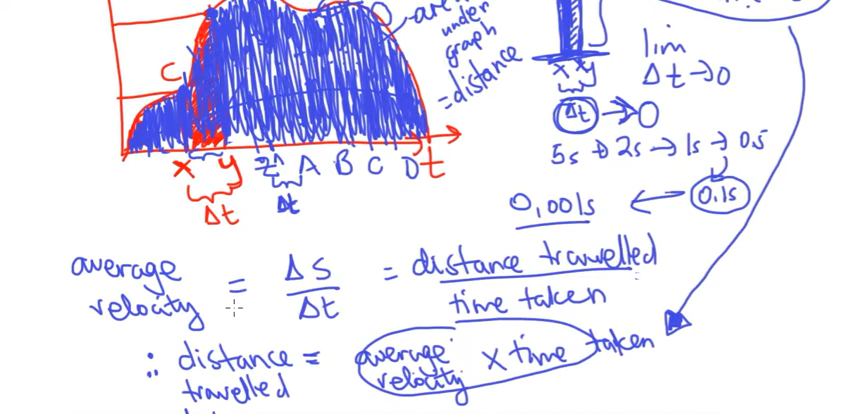 under
graph
=distance
C
x y z A B C D t
Δt
Δt
x y
Δt → 0
lim
Δt → 0
5s → 2s → 1s → 0.5
0.1s
0,001s
average
velocity = Δs / Δt = distance travelled / time taken
∴ distance
travelled = average velocity × time taken